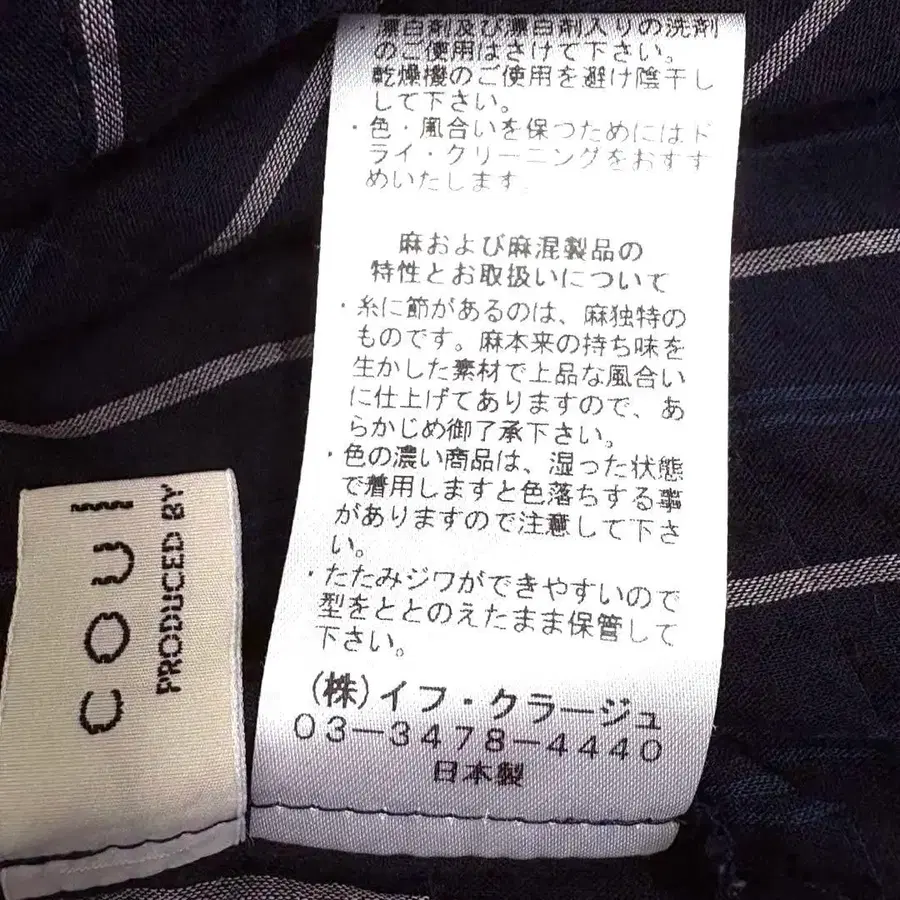 ・漂白剤及び漂白剤入りの洗剤
のご使用はさけて下さい。
乾燥機のご使用を避け陰干し
して下さい。
・色・風合いを保つためにはド
ライ・クリーニングをおすす
めいたします。
麻および麻混製品の
特性とお取扱いについて
・糸に節があるのは、麻独特の
ものです。麻本来の持ち味を
生かした素材で上品な風合い
に仕上げてありますので、あ
らかじめ御了承下さい。
・色の濃い商品は、湿った状態
で着用しますと色落ちする事
がありますので注意して下さ
い。
・たたみジワができやすいので
型をととのえたまま保管して
下さい。
(株)イフ・クラージュ
03-3478-4440
日本製
COUI
PRODUCED BY